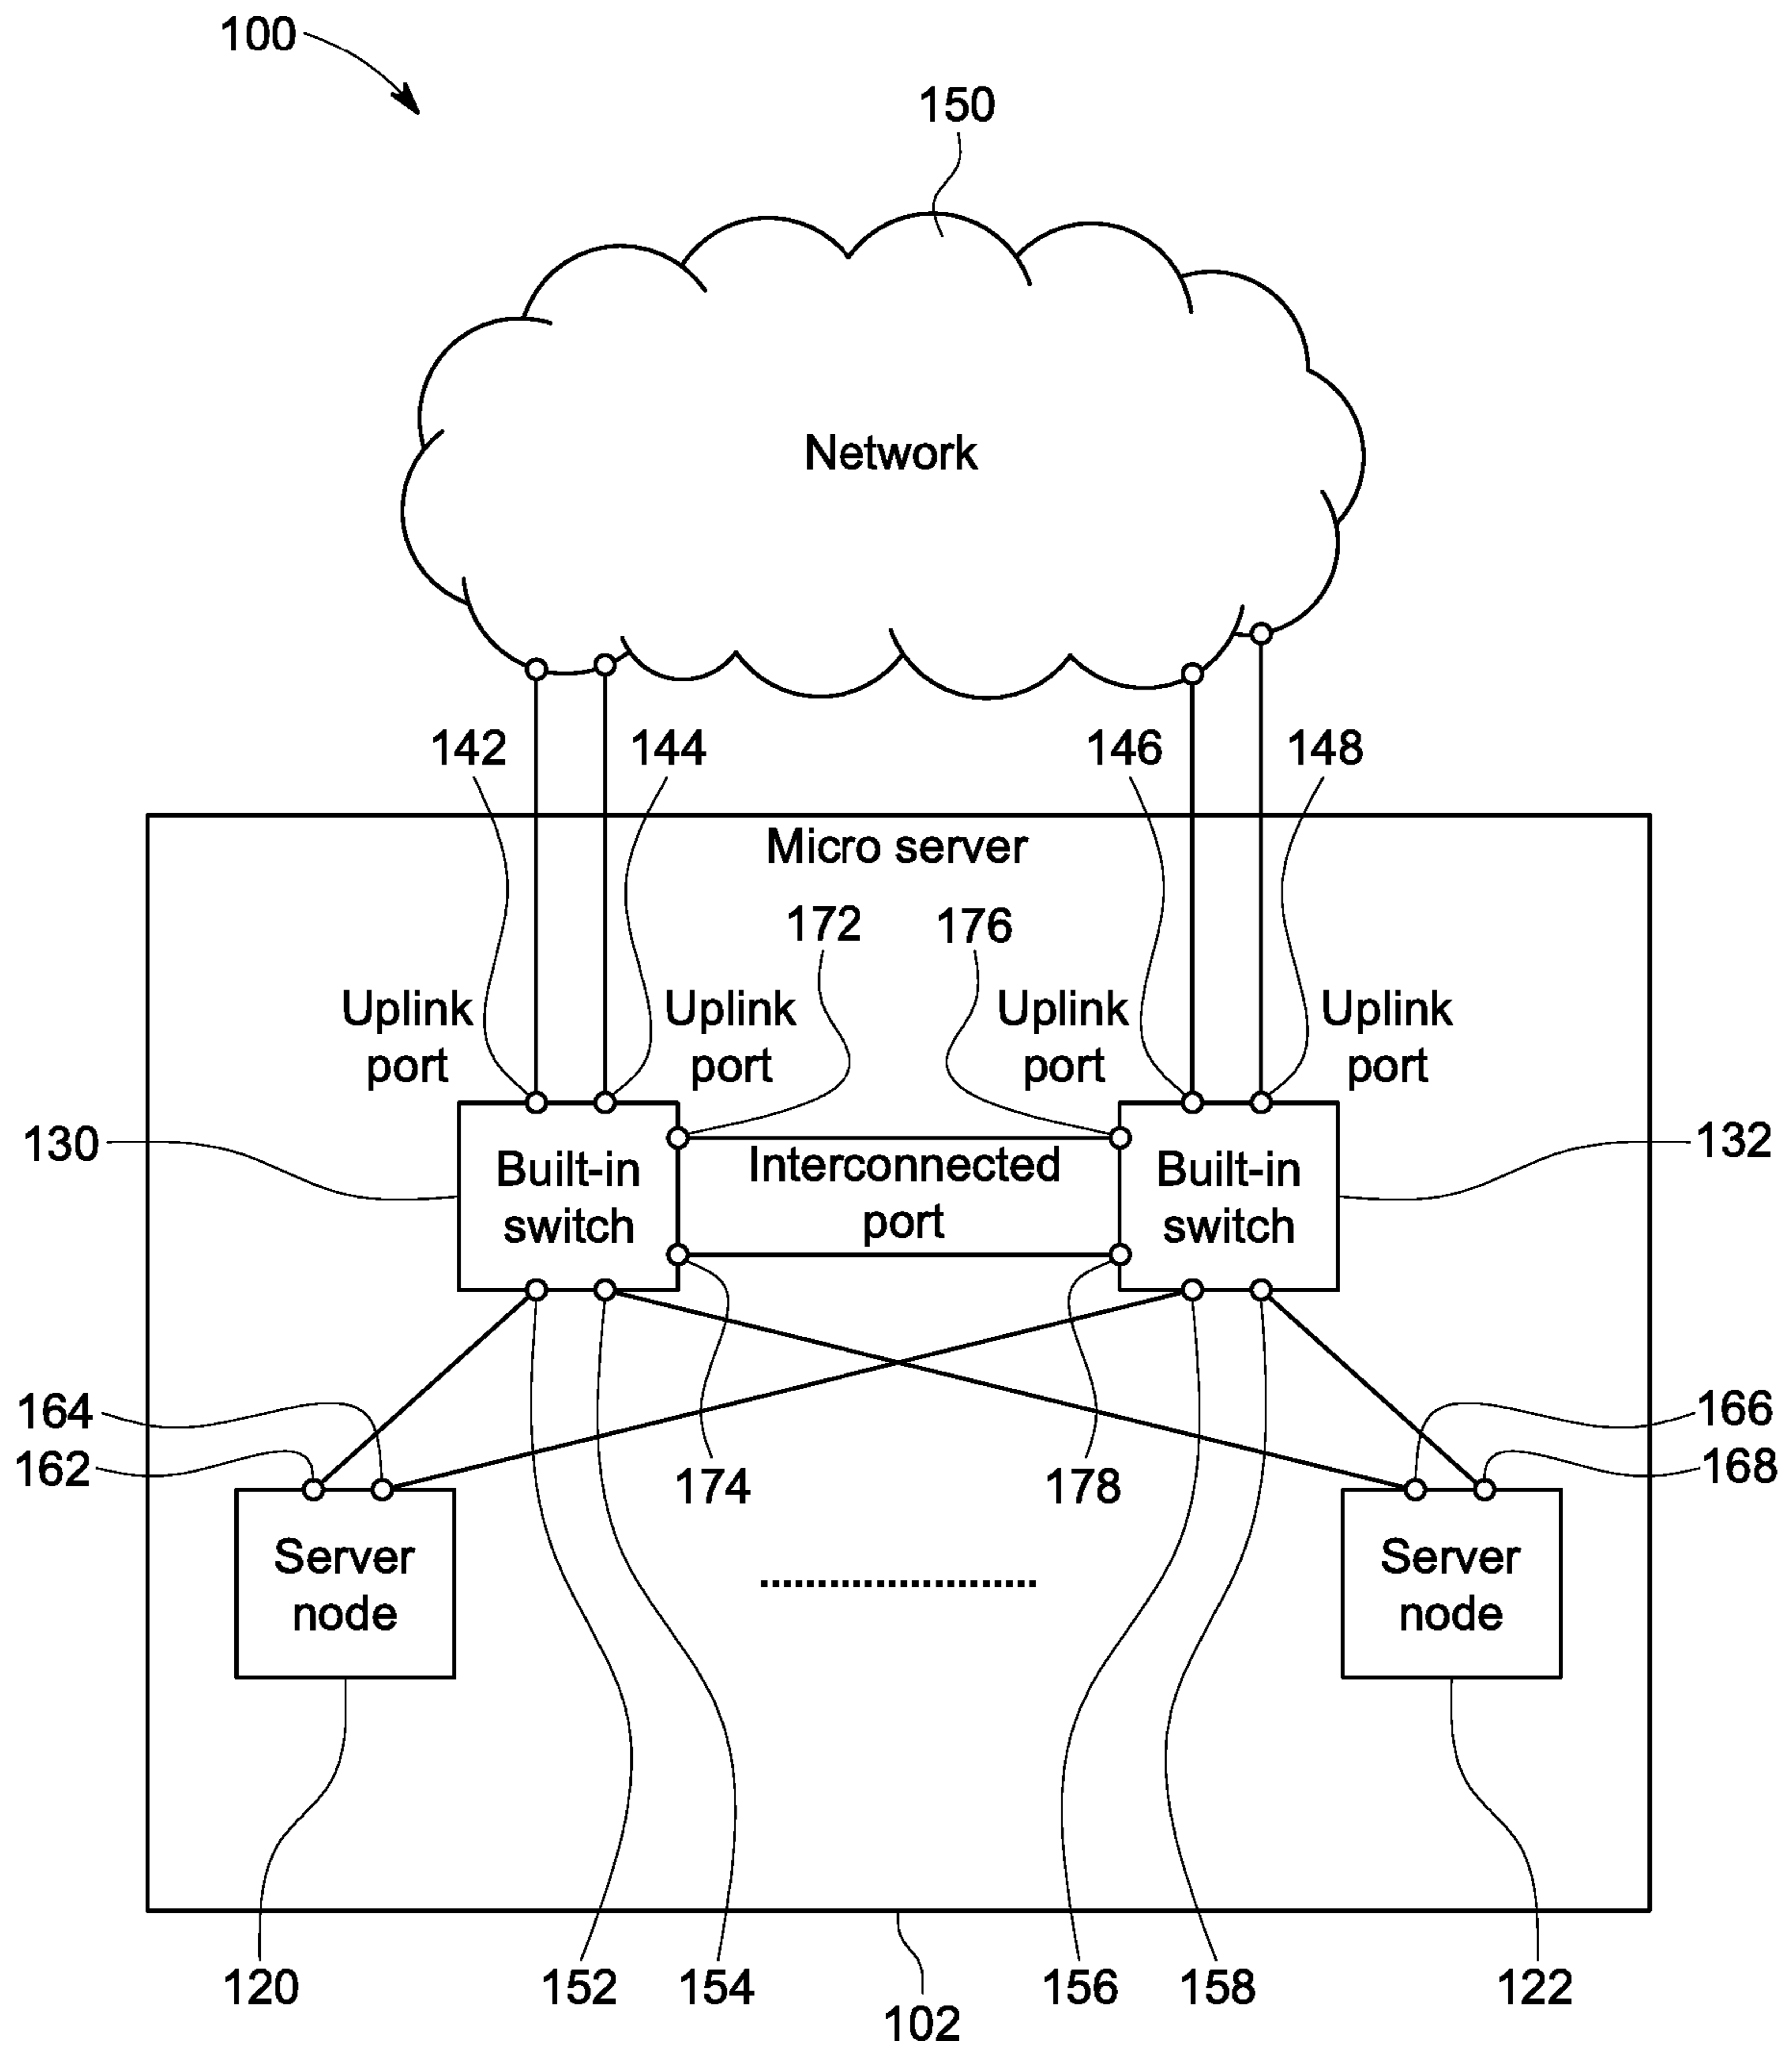 100
150
Network
142
144
146
148
Micro server
172
176
Uplink
port
Uplink
port
Uplink
port
Uplink
port
130
132
Built-in
switch
Interconnected
port
Built-in
switch
164
162
166
168
174
178
Server
node
Server
node
120
152
154
156
158
122
102